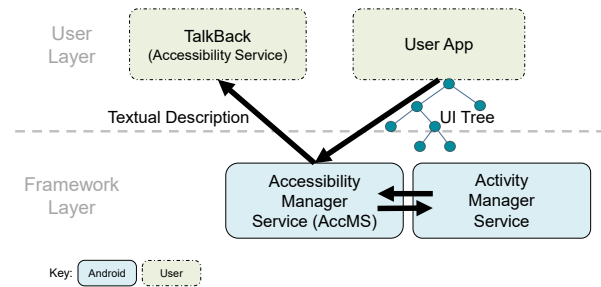 User
Layer
TalkBack
(Accessibility Service)
User App
Textual Description
UI Tree
Framework
Layer
Accessibility
Manager
Service (AccMS)
Activity
Manager
Service
Key:
Android
User